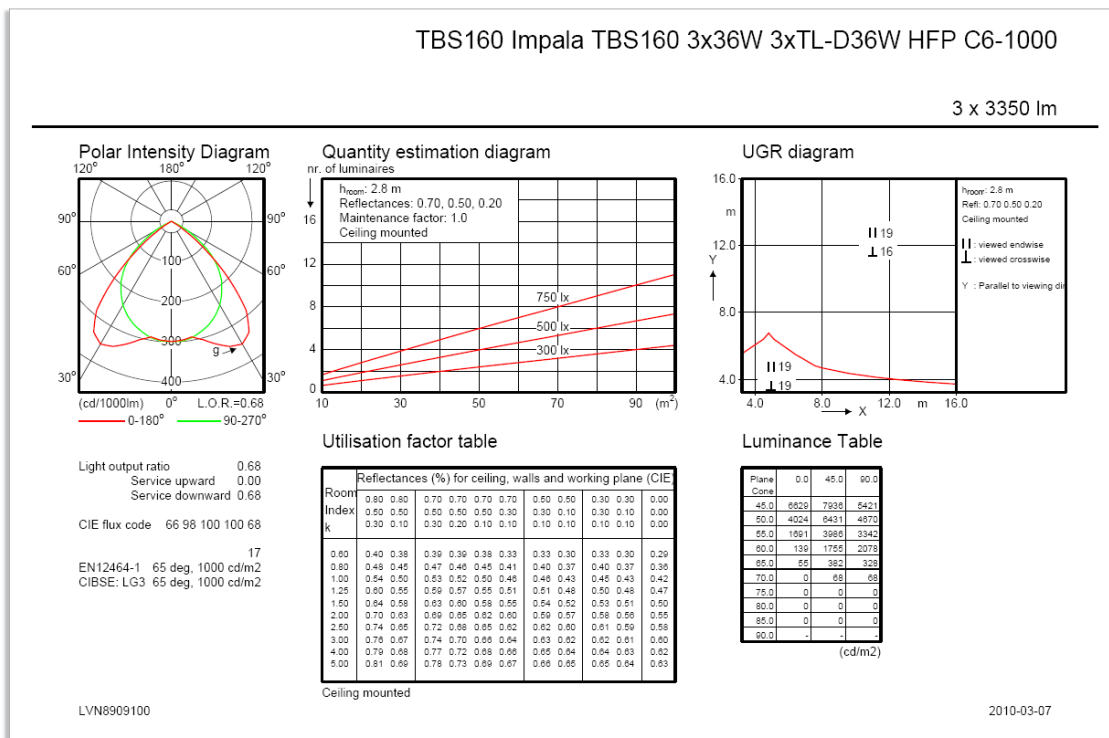 TBS160 Impala TBS160 3x36W 3xTL-D36W HFP C6-1000
3 x 3350 lm
Polar Intensity Diagram
120° 180° 120°
90° 90°
60° 60°
30° 30°
100
200
300
400
g
(cd/1000lm) 0° L.O.R.=0.68
0-180° 90-270°
Light output ratio 0.68
Service upward 0.00
Service downward 0.68
CIE flux code 66 98 100 100 68
17
EN12464-1 65 deg, 1000 cd/m2
CIBSE: LG3 65 deg, 1000 cd/m2
Quantity estimation diagram
nr. of luminaires
hroom: 2.8 m
Reflectances: 0.70, 0.50, 0.20
Maintenance factor: 1.0
Ceiling mounted
16
12
8
4
0
750 lx
500 lx
300 lx
10 30 50 70 90 (m²)
UGR diagram
16.0
m
12.0
Y
8.0
4.0
19
16
19
19
4.0 8.0 12.0 m 16.0
X
hroom: 2.8 m
Refl: 0.70 0.50 0.20
Ceiling mounted
: viewed endwise
: viewed crosswise
Y : Parallel to viewing dir
Utilisation factor table
Reflectances (%) for ceiling, walls and working plane (CIE)
Room Index k
0.80 0.80 0.70 0.70 0.70 0.70 0.50 0.50 0.30 0.30 0.00
0.50 0.50 0.50 0.50 0.50 0.30 0.30 0.10 0.30 0.10 0.00
0.30 0.10 0.30 0.20 0.10 0.10 0.10 0.10 0.10 0.10 0.00
0.60 0.40 0.38 0.39 0.39 0.38 0.33 0.33 0.30 0.33 0.30 0.29
0.80 0.48 0.45 0.47 0.46 0.45 0.41 0.40 0.37 0.40 0.37 0.36
1.00 0.54 0.50 0.53 0.52 0.50 0.46 0.46 0.43 0.45 0.43 0.42
1.25 0.60 0.55 0.59 0.57 0.55 0.51 0.51 0.48 0.50 0.48 0.47
1.50 0.64 0.58 0.63 0.60 0.58 0.55 0.54 0.52 0.53 0.51 0.50
2.00 0.70 0.63 0.69 0.65 0.62 0.60 0.59 0.57 0.58 0.56 0.55
2.50 0.74 0.65 0.72 0.68 0.65 0.62 0.62 0.60 0.61 0.59 0.58
3.00 0.76 0.67 0.74 0.70 0.66 0.64 0.63 0.62 0.62 0.61 0.60
4.00 0.79 0.68 0.77 0.72 0.68 0.66 0.65 0.64 0.64 0.63 0.62
5.00 0.81 0.69 0.78 0.73 0.69 0.67 0.66 0.65 0.65 0.64 0.63
Ceiling mounted
Luminance Table
Plane 0.0 45.0 90.0
Cone
45.0 6629 7936 5421
50.0 4024 6431 4670
55.0 1691 3986 3342
60.0 139 1755 2078
65.0 55 382 328
70.0 0 68 68
75.0 0 0 0
80.0 0 0 0
85.0 0 0 0
90.0 - - -
(cd/m2)
LVN8909100
2010-03-07